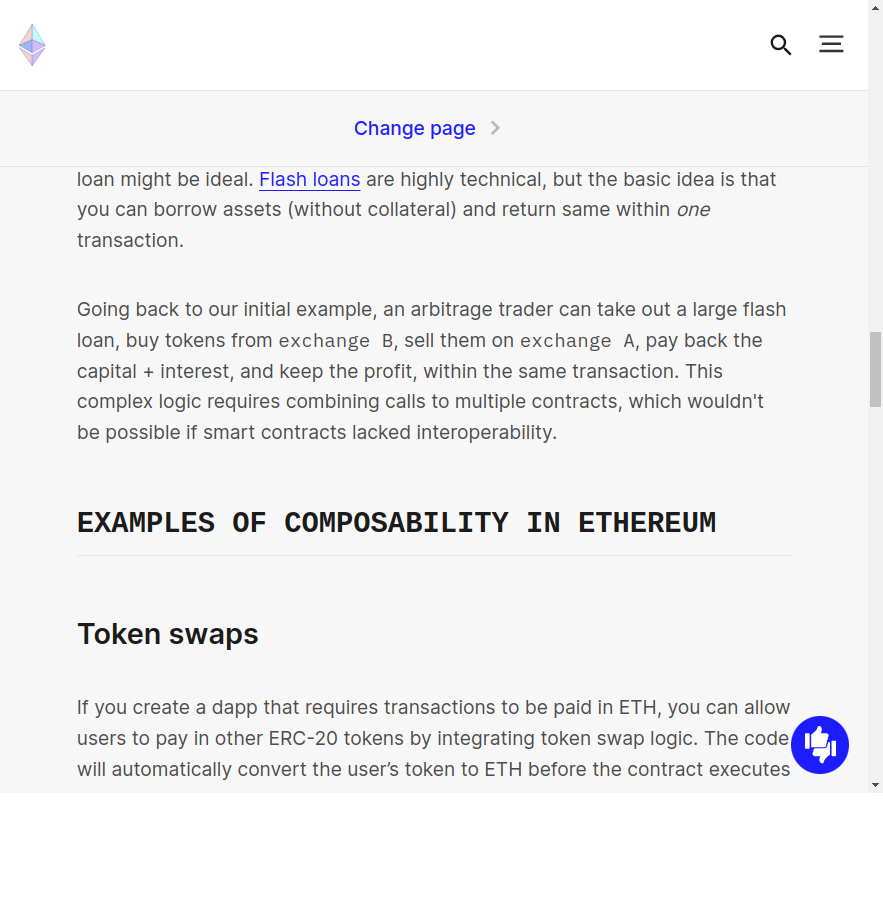 Change page
loan might be ideal. Flash loans are highly technical, but the basic idea is that
you can borrow assets (without collateral) and return same within one
transaction.
Going back to our initial example, an arbitrage trader can take out a large flash
loan, buy tokens from exchange B, sell them on exchange A, pay back the
capital + interest, and keep the profit, within the same transaction. This
complex logic requires combining calls to multiple contracts, which wouldn't
be possible if smart contracts lacked interoperability.
EXAMPLES OF COMPOSABILITY IN ETHEREUM
Token swaps
If you create a dapp that requires transactions to be paid in ETH, you can allow
users to pay in other ERC-20 tokens by integrating token swap logic. The code
will automatically convert the user’s token to ETH before the contract executes